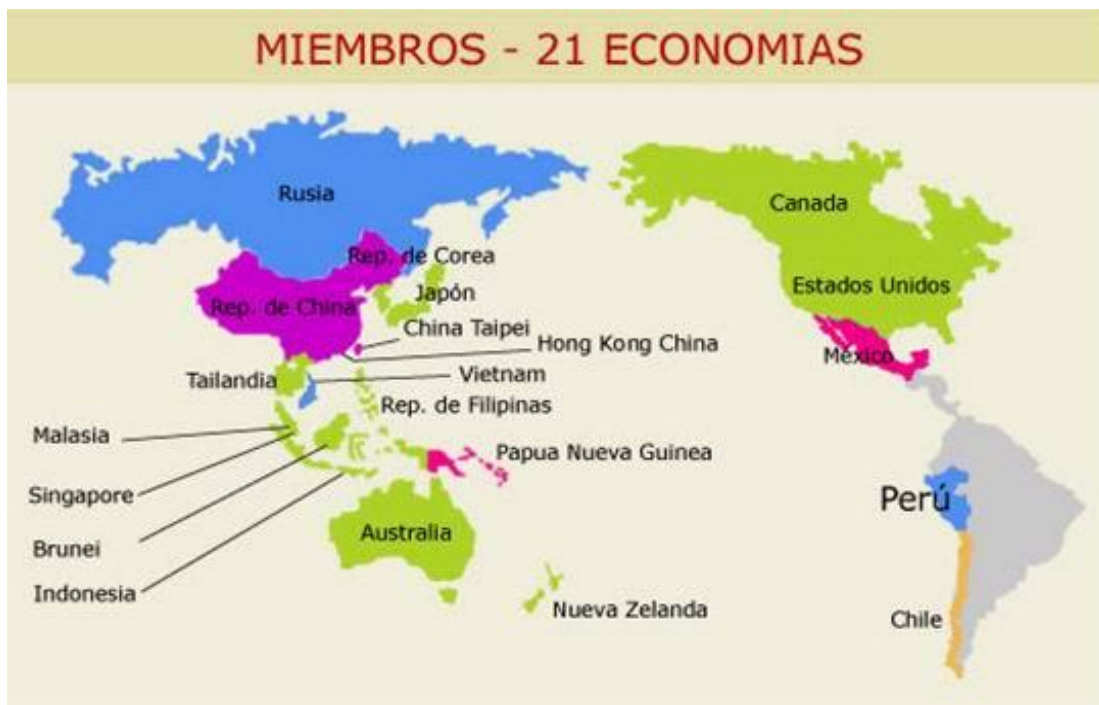 MIEMBROS - 21 ECONOMIAS
Rusia
Canada
Rep. de Corea
Estados Unidos
Japón
Rep. de China
China Taipei
Hong Kong China
México
Vietnam
Tailandia
Rep. de Filipinas
Malasia
Papua Nueva Guinea
Singapore
Perú
Australia
Brunei
Indonesia
Nueva Zelanda
Chile